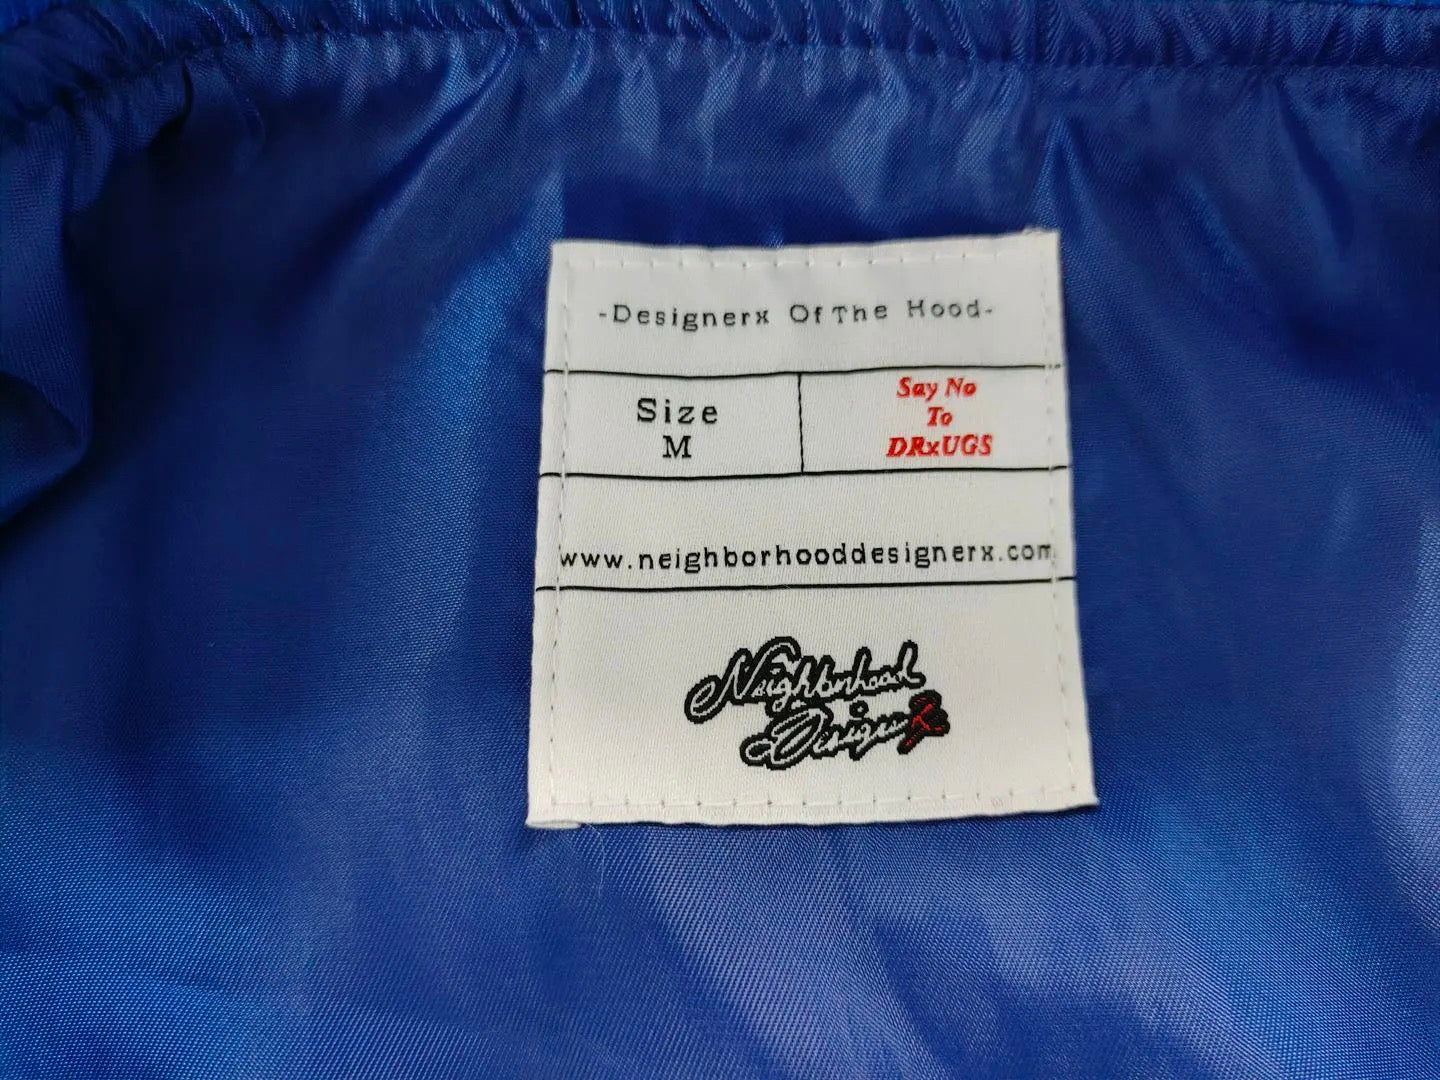 -Designerx Of The Hood-
Size
M
Say No
To
DRxUGS
www.neighborhooddesignerx.com
Neighborhood
Designerx